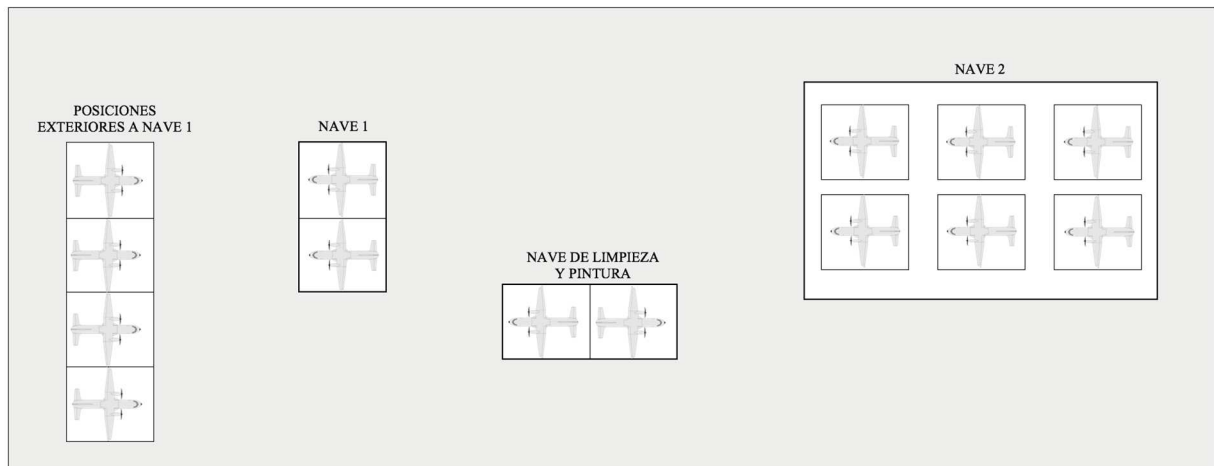 POSICIONES
EXTERIORES A NAVE 1
NAVE 1
NAVE DE LIMPIEZA
Y PINTURA
NAVE 2